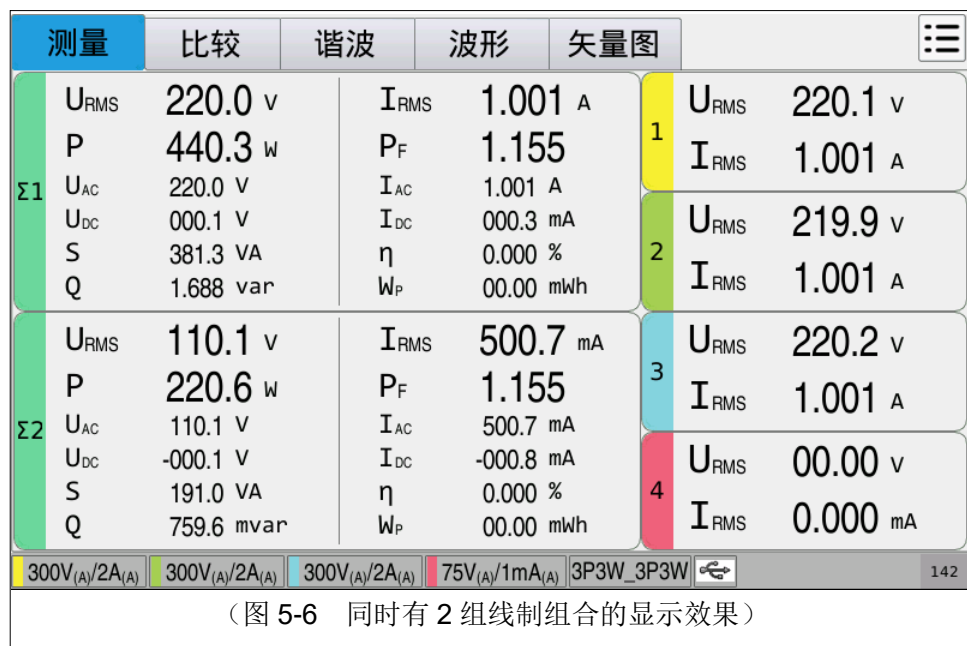 测量 比较 谐波 波形 矢量图
Σ1
URMS 220.0 V IRMS 1.001 A
P 440.3 W PF 1.155
UAC 220.0 V IAC 1.001 A
UDC 000.1 V IDC 000.3 mA
S 381.3 VA η 0.000 %
Q 1.688 var WP 00.00 mWh
Σ2
URMS 110.1 V IRMS 500.7 mA
P 220.6 W PF 1.155
UAC 110.1 V IAC 500.7 mA
UDC -000.1 V IDC -000.8 mA
S 191.0 VA η 0.000 %
Q 759.6 mvar WP 00.00 mWh
1
URMS 220.1 V
IRMS 1.001 A
2
URMS 219.9 V
IRMS 1.001 A
3
URMS 220.2 V
IRMS 1.001 A
4
URMS 00.00 V
IRMS 0.000 mA
300V(A)/2A(A) 300V(A)/2A(A) 300V(A)/2A(A) 75V(A)/1mA(A) 3P3W_3P3W 142
（图 5-6 同时有 2 组线制组合的显示效果）